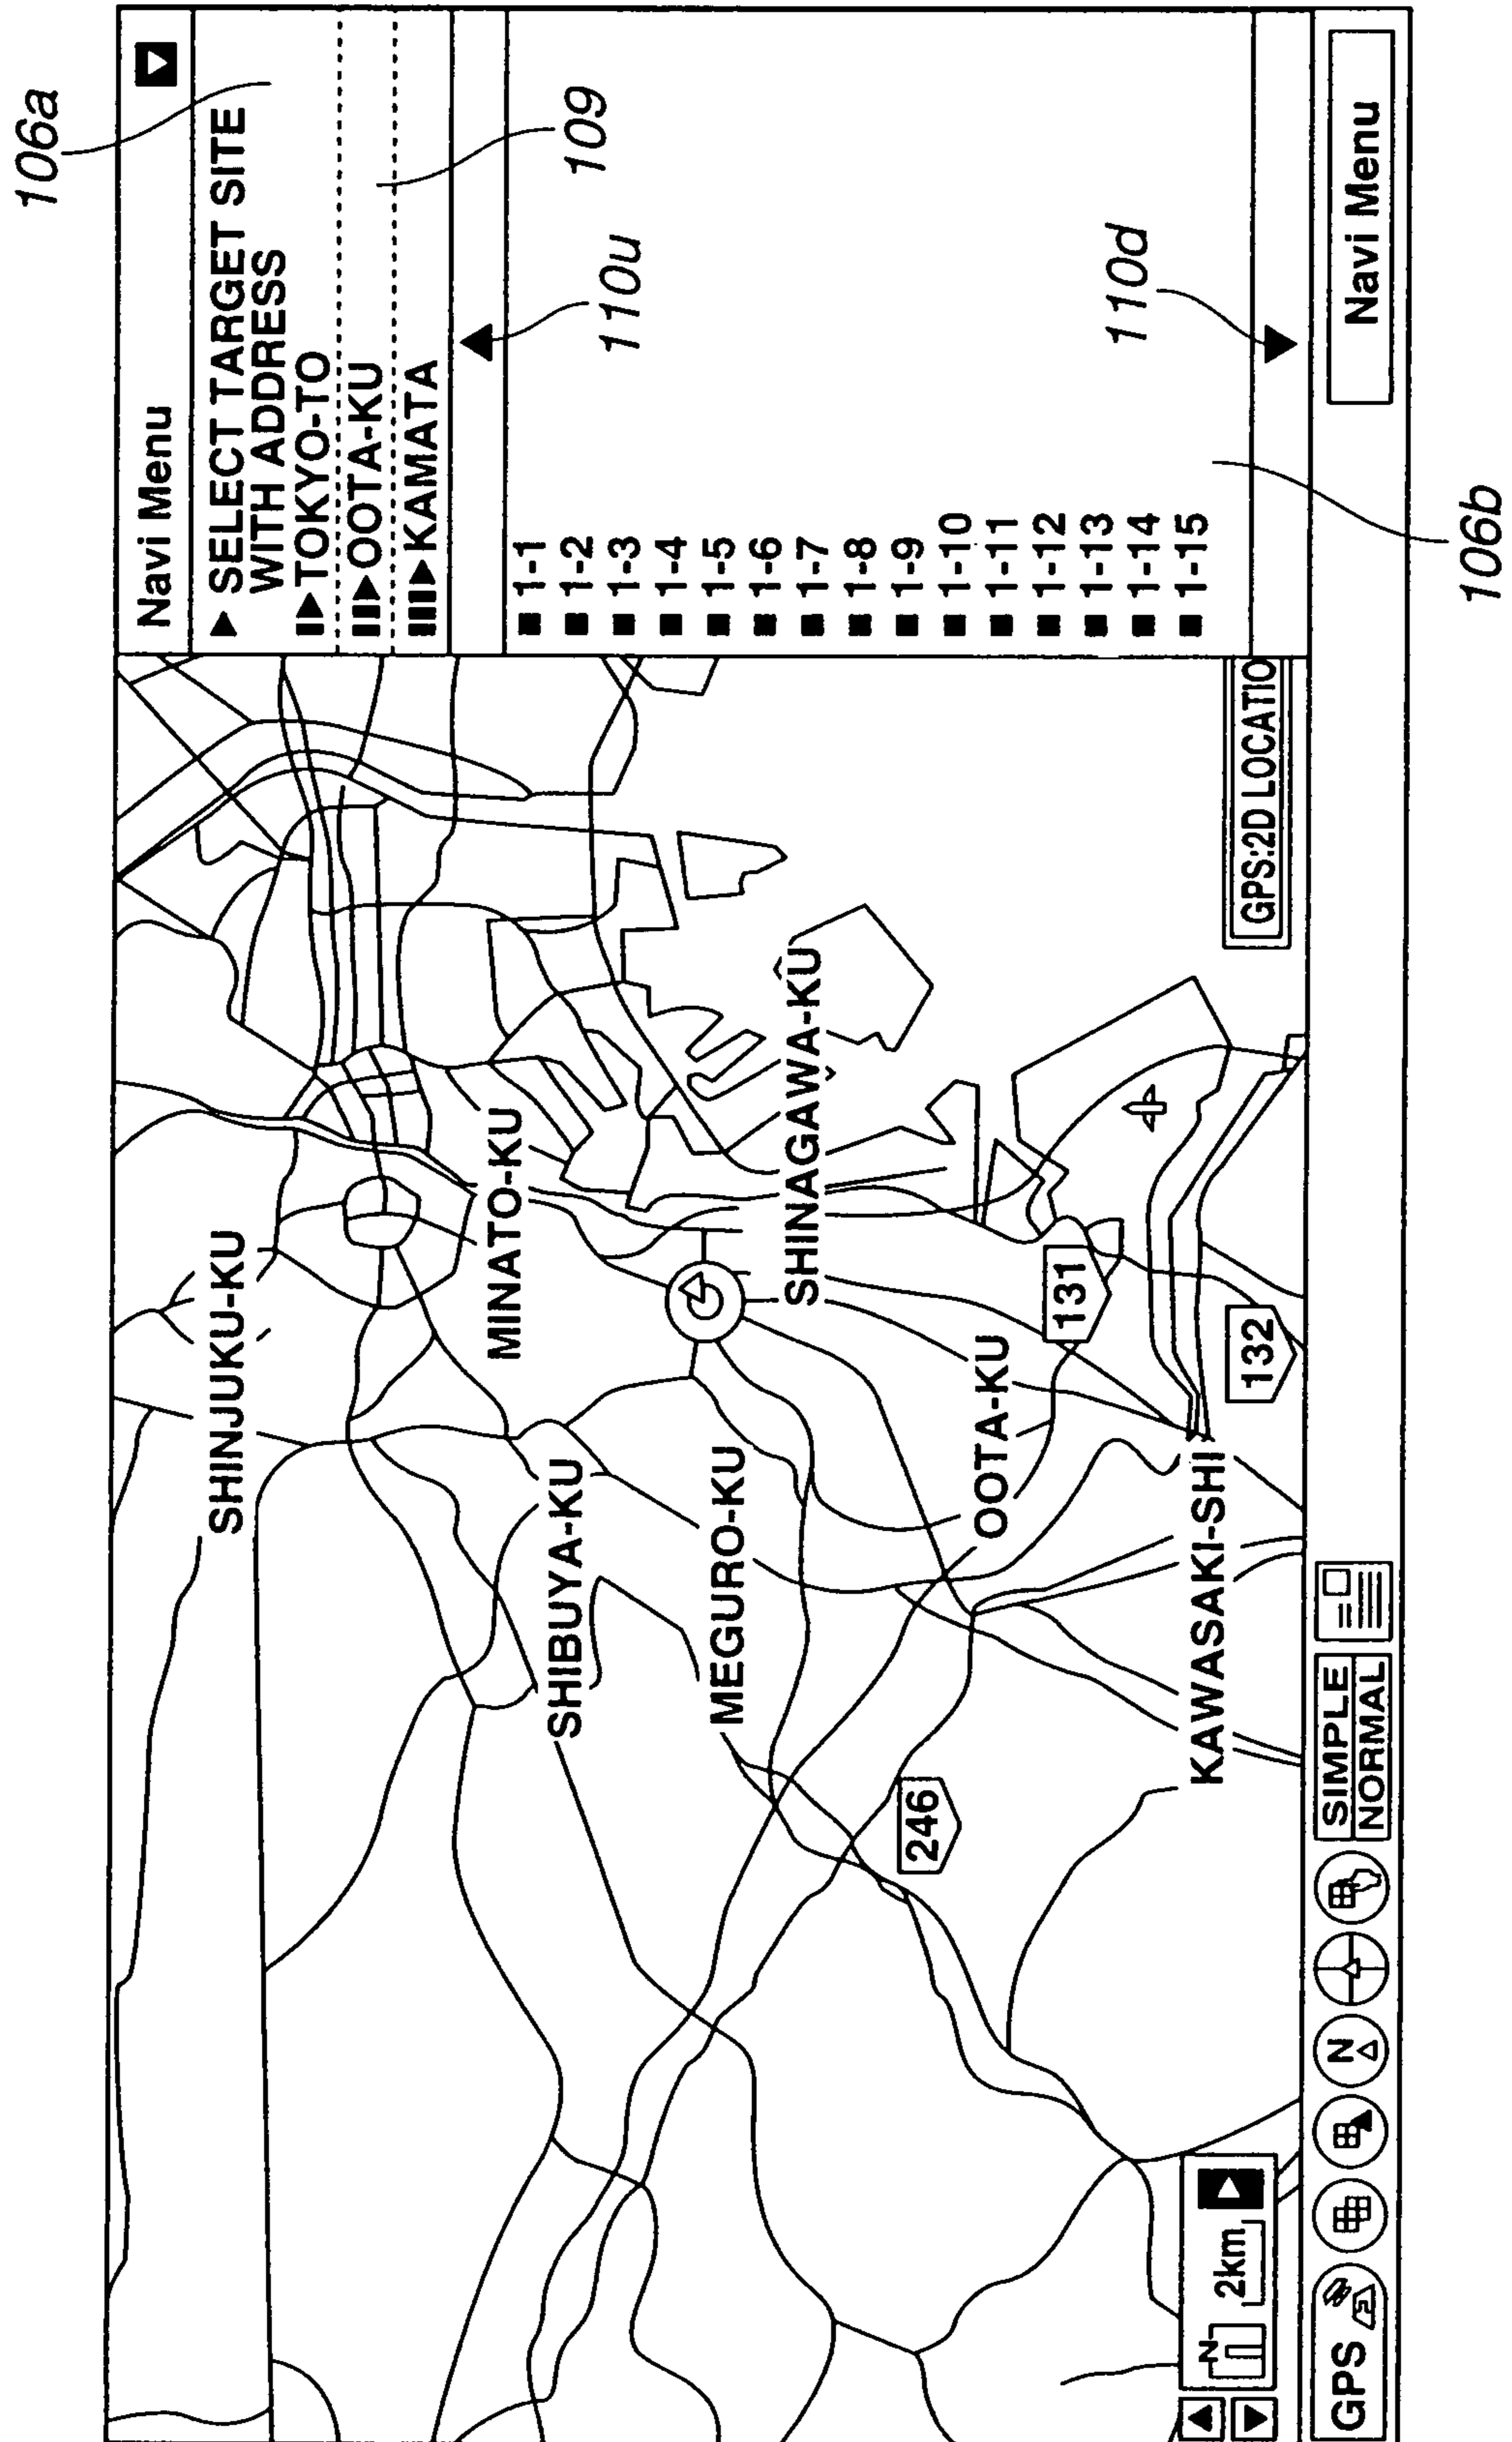 106a
Navi Menu
▶ SELECT TARGET SITE
WITH ADDRESS
TOKYO-TO
OOTA-KU
KAMATA
109
110u
■ 1-1
■ 1-2
■ 1-3
■ 1-4
■ 1-5
■ 1-6
■ 1-7
■ 1-8
■ 1-9
■ 1-10
■ 1-11
■ 1-12
■ 1-13
■ 1-14
■ 1-15
110d
106b
SHINJUKU-KU
MINATO-KU
SHIBUYA-KU
MEGURO-KU
SHINAGAWA-KU
OOTA-KU
131
246
KAWASAKI-SHI
132
GPS:2D LOCATIO
N
2km
GPS
N
SIMPLE
NORMAL
Navi Menu